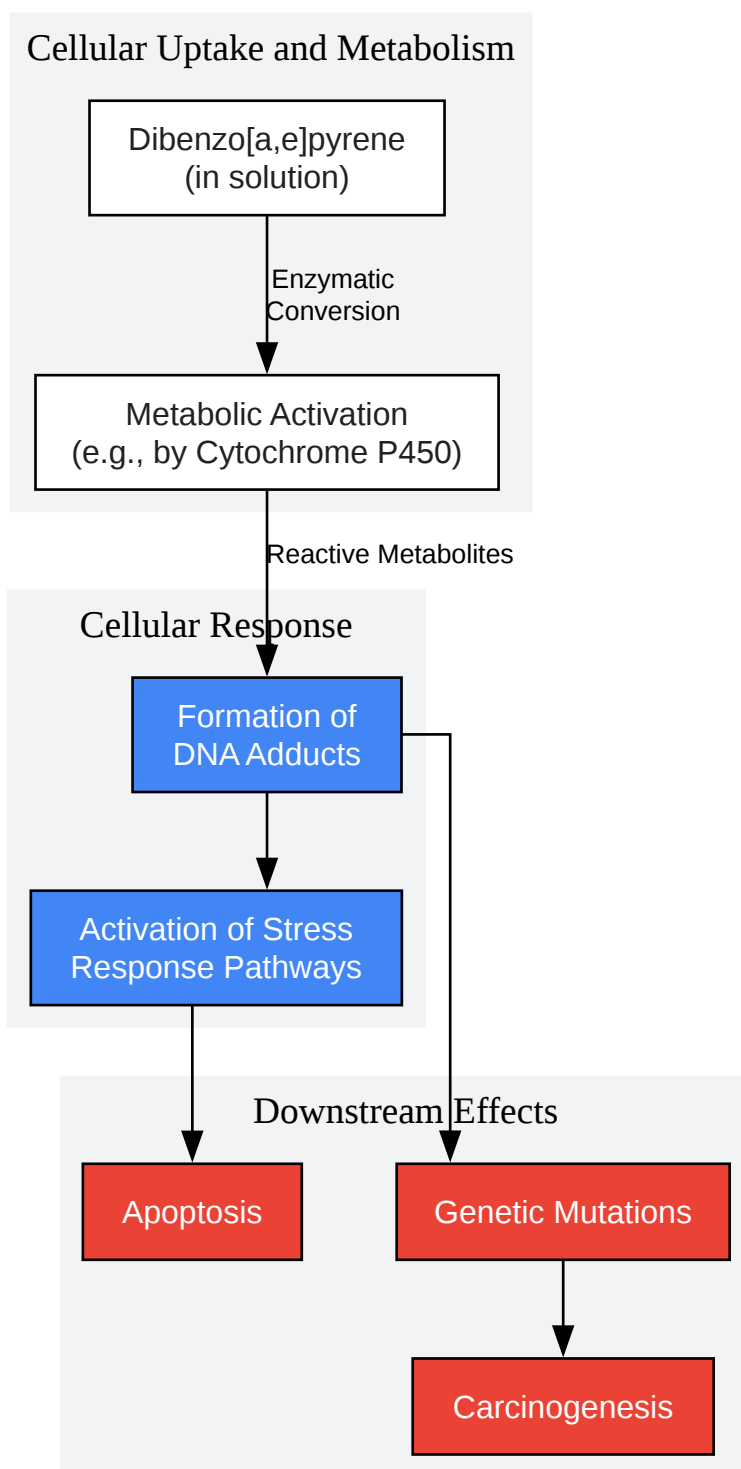 Cellular Uptake and Metabolism
Dibenzo[a,e]pyrene
(in solution)
Enzymatic
Conversion
Metabolic Activation
(e.g., by Cytochrome P450)
Reactive Metabolites
Cellular Response
Formation of
DNA Adducts
Activation of Stress
Response Pathways
Downstream Effects
Apoptosis
Genetic Mutations
Carcinogenesis